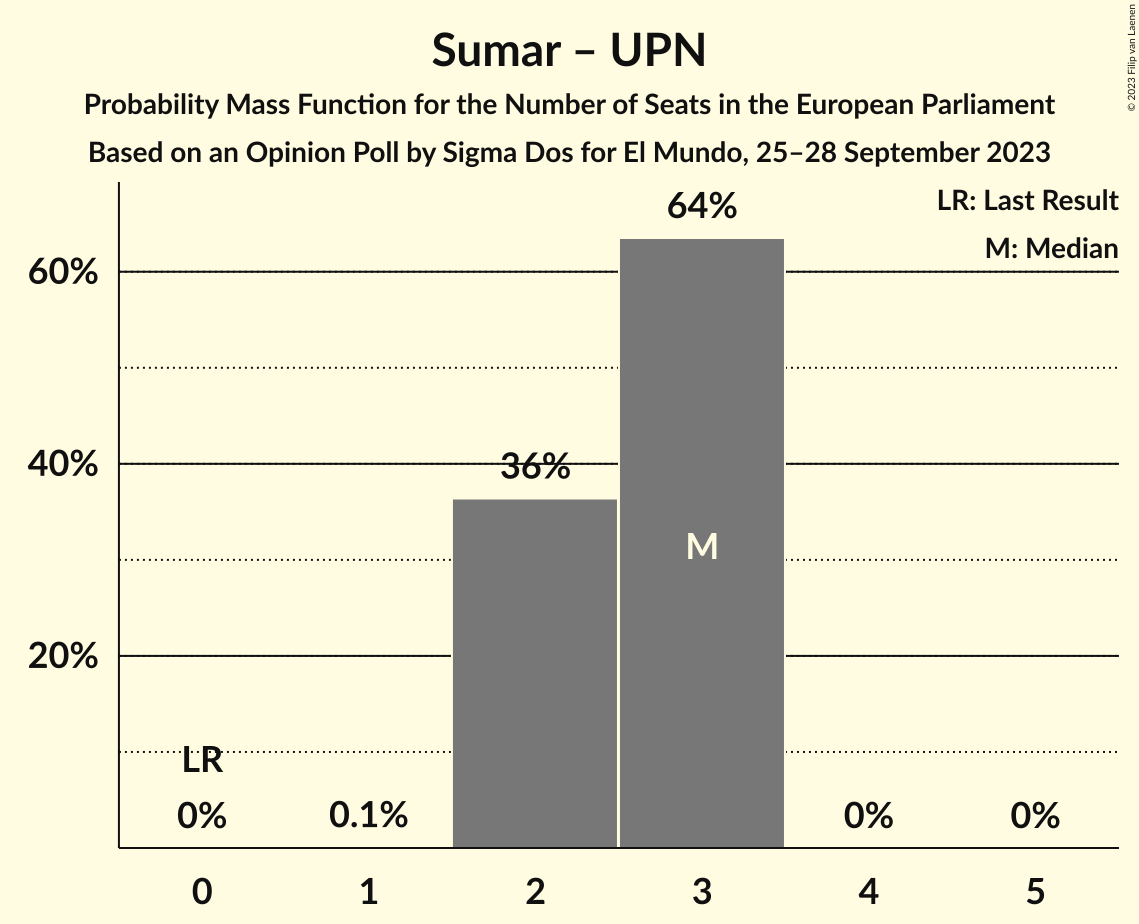 Sumar – UPN
Probability Mass Function for the Number of Seats in the European Parliament
Based on an Opinion Poll by Sigma Dos for El Mundo, 25–28 September 2023
© 2023 Filip van Laenen
LR: Last Result
M: Median
64%
60%
40%
36%
M
20%
LR
0%
0.1%
0%
0%
0
1
2
3
4
5